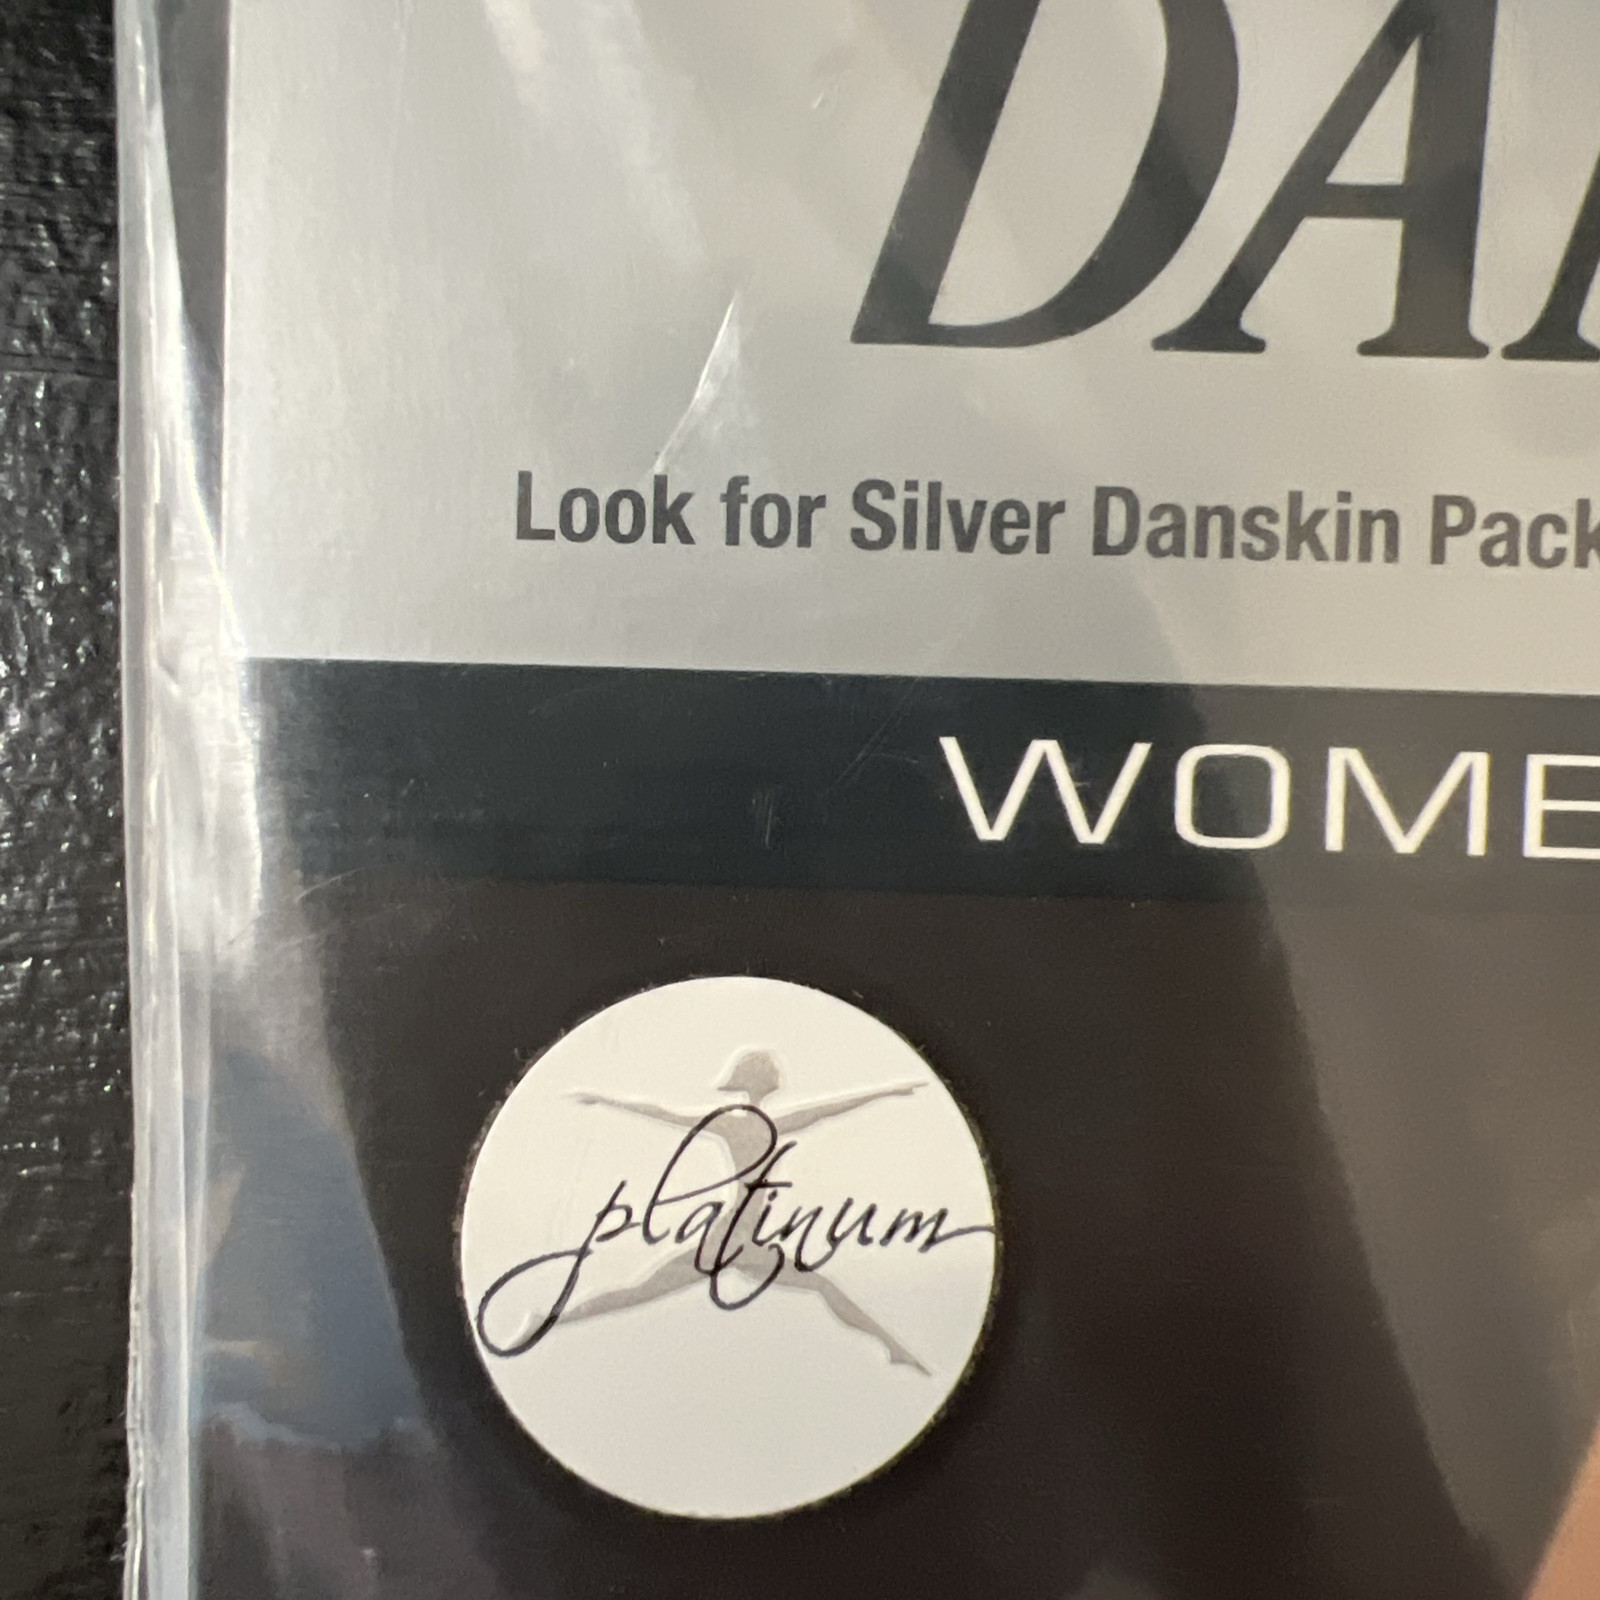 DA
Look for Silver Danskin Pack
WOME
platinum